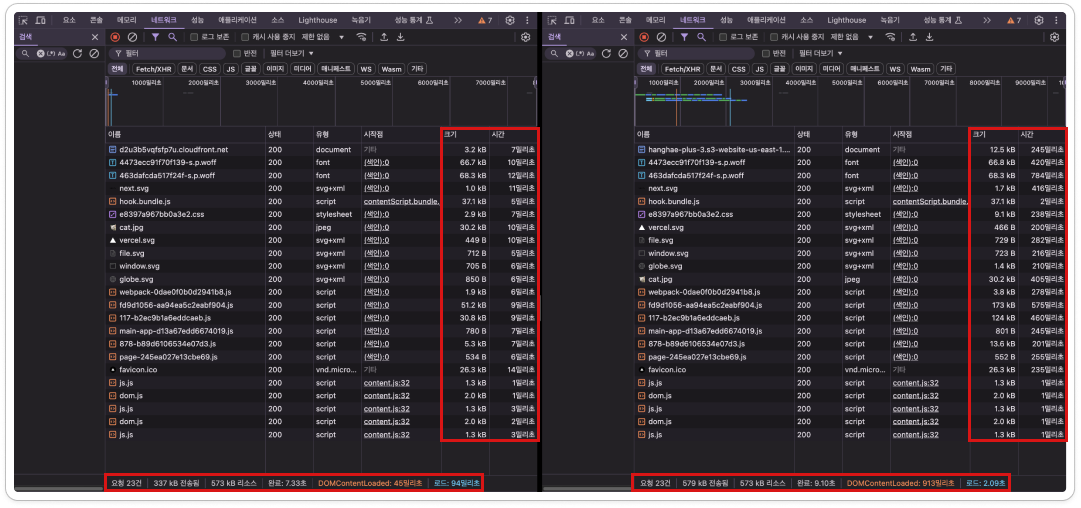 요소 콘솔 메모리 네트워크 성능 애플리케이션 소스 Lighthouse 녹음기 성능 통계 7
검색
로그 보존 캐시 사용 중지 제한 없음
(.*) Aa 필터 반전 필터 더보기
전체 Fetch/XHR 문서 CSS JS 글꼴 이미지 미디어 매니페스트 WS Wasm 기타
1000밀리초 2000밀리초 3000밀리초 4000밀리초 5000밀리초 6000밀리초 7000밀리초
이름 상태 유형 시작점 크기 시간
d2u3b5vqfsfp7u.cloudfront.net 200 document 기타 3.2 kB 7밀리초
4473ecc91f70f139-s.p.woff 200 font (색인):0 66.7 kB 10밀리초
463dafcda517f24f-s.p.woff 200 font (색인):0 68.3 kB 12밀리초
next.svg 200 svg+xml (색인):0 1.0 kB 11밀리초
hook.bundle.js 200 script contentScript.bundle. 37.1 kB 5밀리초
e8397a967bb0a3e2.css 200 stylesheet (색인):0 2.9 kB 7밀리초
cat.jpg 200 jpeg (색인):0 30.2 kB 10밀리초
vercel.svg 200 svg+xml (색인):0 449 B 10밀리초
file.svg 200 svg+xml (색인):0 712 B 5밀리초
window.svg 200 svg+xml (색인):0 705 B 6밀리초
globe.svg 200 svg+xml (색인):0 850 B 6밀리초
webpack-0dae0f0b0d2941b8.js 200 script (색인):0 1.9 kB 6밀리초
fd9d1056-aa94ea5c2eabf904.js 200 script (색인):0 51.2 kB 9밀리초
117-b2ec9b1a6eddcaeb.js 200 script (색인):0 30.8 kB 9밀리초
main-app-d13a67edd6674019.js 200 script (색인):0 780 B 7밀리초
878-b89d6106534e07d3.js 200 script (색인):0 5.3 kB 7밀리초
page-245ea027e13cbe69.js 200 script (색인):0 534 B 6밀리초
favicon.ico 200 vnd.micro... 기타 26.3 kB 14밀리초
js.js 200 script content.js:32 1.3 kB 1밀리초
dom.js 200 script content.js:32 2.0 kB 1밀리초
js.js 200 script content.js:32 1.3 kB 3밀리초
dom.js 200 script content.js:32 2.0 kB 2밀리초
js.js 200 script content.js:32 1.3 kB 3밀리초
요청 23건 337 kB 전송됨 573 kB 리소스 완료: 7.33초 DOMContentLoaded: 45밀리초 로드: 94밀리초
요소 콘솔 메모리 네트워크 성능 애플리케이션 소스 Lighthouse 녹음기 성능 통계 7
검색
로그 보존 캐시 사용 중지 제한 없음
(.*) Aa 필터 반전 필터 더보기
전체 Fetch/XHR 문서 CSS JS 글꼴 이미지 미디어 매니페스트 WS Wasm 기타
1000밀리초 2000밀리초 3000밀리초 4000밀리초 5000밀리초 6000밀리초 7000밀리초 8000밀리초 9000밀리초
이름 상태 유형 시작점 크기 시간
hanghae-plus-3.s3-website-us-east-1.... 200 document 기타 12.5 kB 245밀리초
4473ecc91f70f139-s.p.woff 200 font (색인):0 66.8 kB 420밀리초
463dafcda517f24f-s.p.woff 200 font (색인):0 68.3 kB 784밀리초
next.svg 200 svg+xml (색인):0 1.7 kB 416밀리초
hook.bundle.js 200 script contentScript.bundle. 37.1 kB 2밀리초
e8397a967bb0a3e2.css 200 stylesheet (색인):0 9.1 kB 238밀리초
vercel.svg 200 svg+xml (색인):0 466 B 200밀리초
file.svg 200 svg+xml (색인):0 729 B 282밀리초
window.svg 200 svg+xml (색인):0 723 B 216밀리초
globe.svg 200 svg+xml (색인):0 1.4 kB 210밀리초
cat.jpg 200 jpeg (색인):0 30.2 kB 405밀리초
webpack-0dae0f0b0d2941b8.js 200 script (색인):0 3.8 kB 278밀리초
fd9d1056-aa94ea5c2eabf904.js 200 script (색인):0 173 kB 575밀리초
117-b2ec9b1a6eddcaeb.js 200 script (색인):0 124 kB 460밀리초
main-app-d13a67edd6674019.js 200 script (색인):0 801 B 245밀리초
878-b89d6106534e07d3.js 200 script (색인):0 13.6 kB 201밀리초
page-245ea027e13cbe69.js 200 script (색인):0 552 B 255밀리초
favicon.ico 200 vnd.micro... 기타 26.3 kB 235밀리초
js.js 200 script content.js:32 1.3 kB 1밀리초
dom.js 200 script content.js:32 2.0 kB 1밀리초
js.js 200 script content.js:32 1.3 kB 1밀리초
dom.js 200 script content.js:32 2.0 kB 1밀리초
js.js 200 script content.js:32 1.3 kB 1밀리초
요청 23건 579 kB 전송됨 573 kB 리소스 완료: 9.10초 DOMContentLoaded: 913밀리초 로드: 2.09초